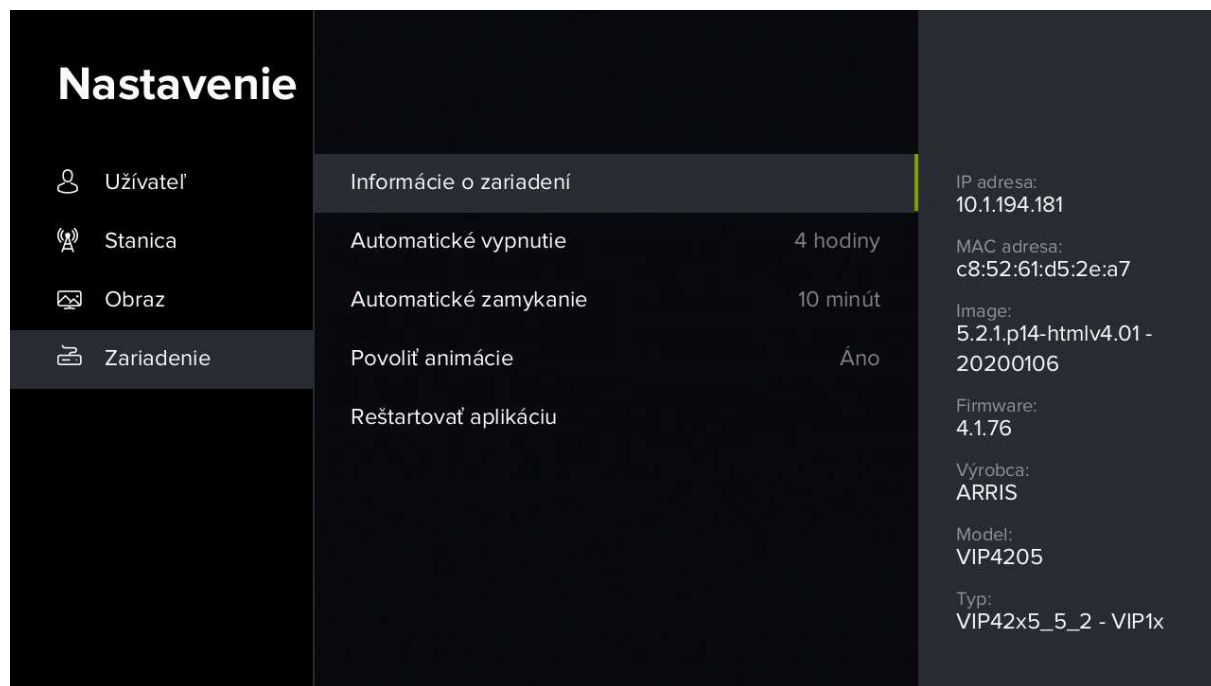 Nastavenie
Užívateľ
Stanica
Obraz
Zariadenie
Informácie o zariadení
Automatické vypnutie 4 hodiny
Automatické zamykanie 10 minút
Povoliť animácie Áno
Reštartovať aplikáciu
IP adresa:
10.1.194.181
MAC adresa:
c8:52:61:d5:2e:a7
Image:
5.2.1.p14-htmlv4.01 -
20200106
Firmware:
4.1.76
Výrobca:
ARRIS
Model:
VIP4205
Typ:
VIP42x5_5_2 - VIP1x